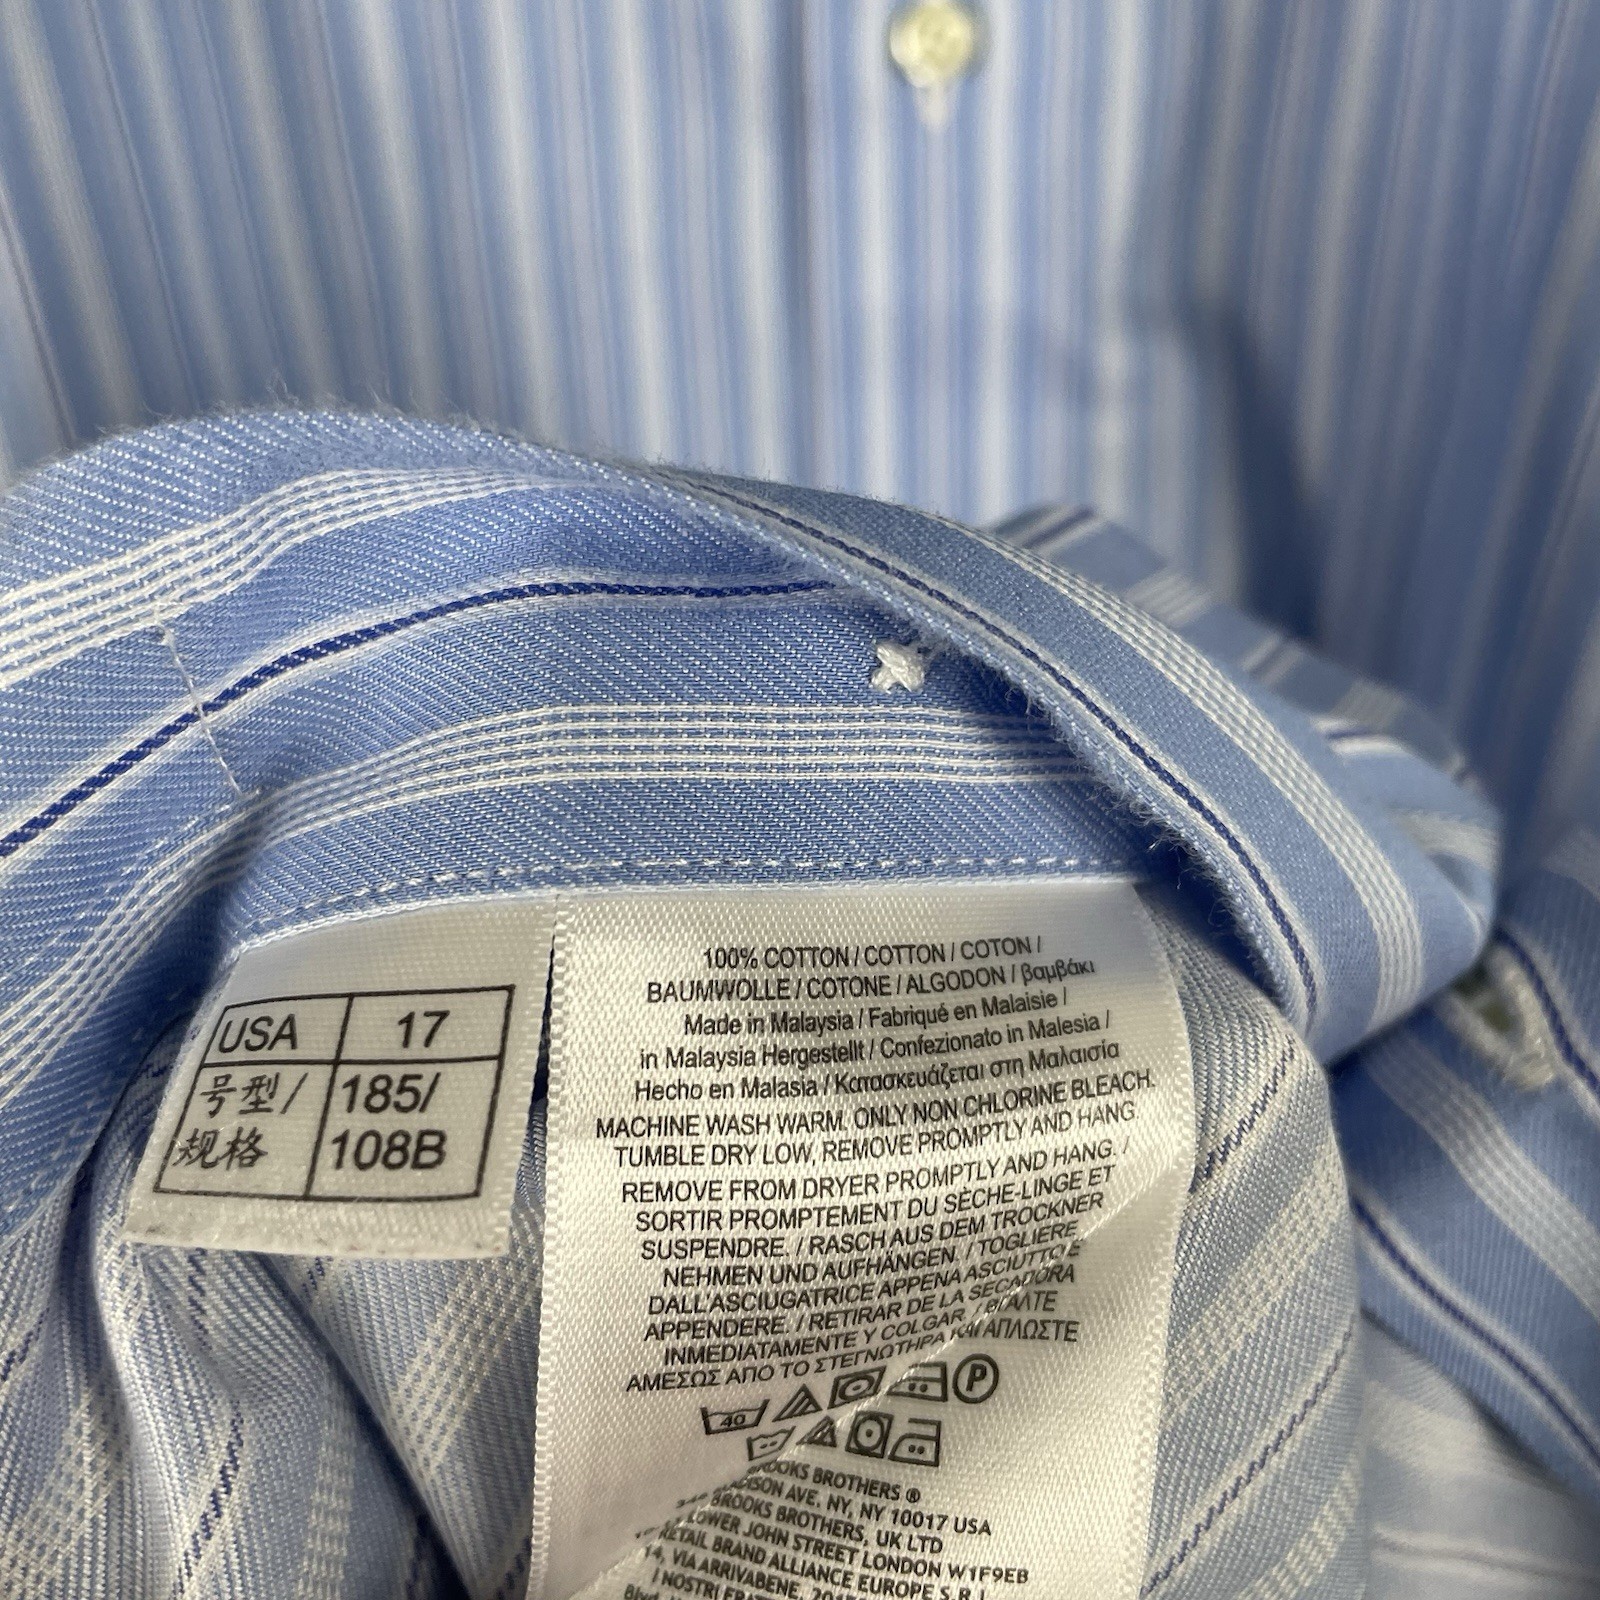 USA 17
号型/ 185/
规格 108B
100% COTTON / COTTON / COTON /
BAUMWOLLE / COTONE / ALGODON / βαμβάκι
Made in Malaysia / Fabriqué en Malaisie /
in Malaysia Hergestellt / Confezionato in Malesia /
Hecho en Malasia / Κατασκευάζεται στη Μαλαισία
MACHINE WASH WARM. ONLY NON CHLORINE BLEACH.
TUMBLE DRY LOW, REMOVE PROMPTLY AND HANG.
REMOVE FROM DRYER PROMPTLY AND HANG. /
SORTIR PROMPTEMENT DU SÈCHE-LINGE ET
SUSPENDRE. / RASCH AUS DEM TROCKNER
NEHMEN UND AUFHÄNGEN. / TOGLIERE
DALL'ASCIUGATRICE APPENA ASCIUTTO E
APPENDERE. / RETIRAR DE LA SECADORA
INMEDIATAMENTE Y COLGAR. / ΒΓΑΛΤΕ
ΑΜΕΣΩΣ ΑΠΟ ΤΟ ΣΤΕΓΝΩΤΗΡΑ ΚΑΙ ΑΠΛΩΣΤΕ
40 P
BROOKS BROTHERS ®
AVE. NY, NY 10017 USA
BROOKS BROTHERS, UK LTD
LOWER JOHN STREET LONDON W1F9EB
RETAIL BRAND ALLIANCE EUROPE S.R.L
14, VIA ARRIVABENE,
I NOSTRI